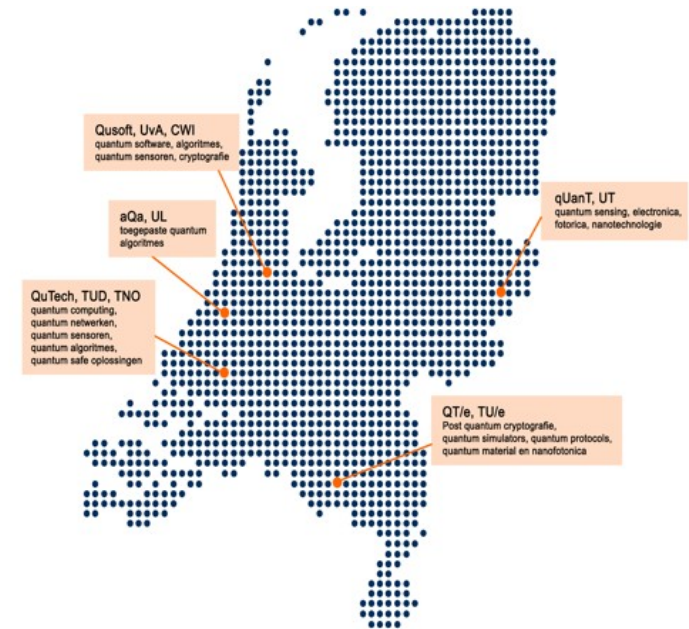 Qusoft, UvA, CWI
quantum software, algoritmes,
quantum sensoren, cryptografie
aQa, UL
toegepaste quantum
algoritmes
qUanT, UT
quantum sensing, electronica,
fotorica, nanotechnologie
QuTech, TUD, TNO
quantum computing,
quantum netwerken,
quantum sensoren,
quantum algoritmes,
quantum safe oplossingen
QT/e, TU/e
Post quantum cryptografie,
quantum simulators, quantum protocols,
quantum material en nanofotonica